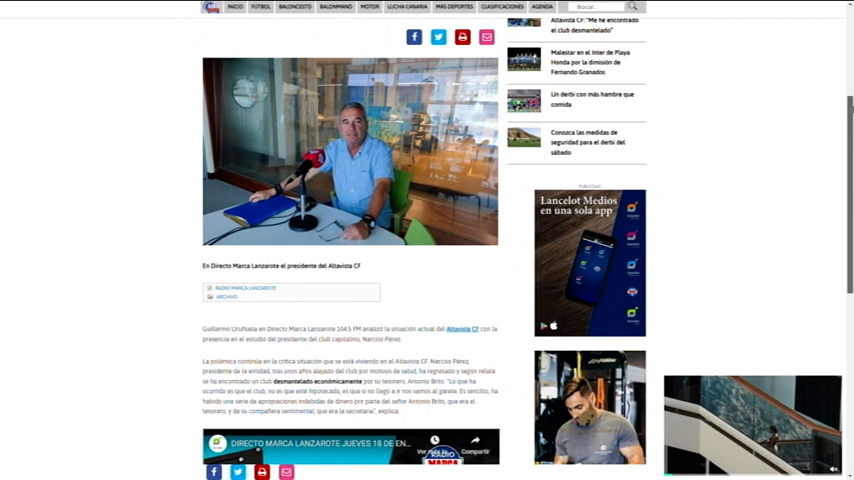 INICIO FÚTBOL BALONCESTO BALONMANO MOTOR LUCHA CANARIA MÁS DEPORTES CLASIFICACIONES AGENDA Buscar...
Altavista CF: "Me he encontrado
el club desmantelado"
Malestar en el Inter de Playa
Honda por la dimisión de
Fernando Granados
Un derbi con más hambre que
comida
Conozca las medidas de
seguridad para el derbi del
sábado
PUBLICIDAD
Lancelot Medios
en una sola app
En Directo Marca Lanzarote el presidente del Altavista CF
RADIO MARCA LANZAROTE
ARCHIVO
Guillermo Uruñuela en Directo Marca Lanzarote 104.5 FM analizó la situación actual del Altavista CF con la
presencia en el estudio del presidente del club capitalino, Narciso Pérez.
La polémica continúa en la crítica situación que se está viviendo en el Altavista CF. Narciso Pérez,
presidente de la entidad, tras unos años alejado del club por motivos de salud, ha regresado y según relata
se ha encontrado un club desmantelado económicamente por su tesorero, Antonio Brito. "Lo que ha
ocurrido es que el club, no es que esté hipotecado, es que si no llego a ir nos vamos al garete. Es sencillo, ha
habido una serie de apropiaciones indebidas de dinero por parte del señor Antonio Brito, que era el
tesorero, y de su compañera sentimental, que era la secretaria", explica.
DIRECTO MARCA LANZAROTE JUEVES 18 DE EN...
Compartir
RADIO
MARCA